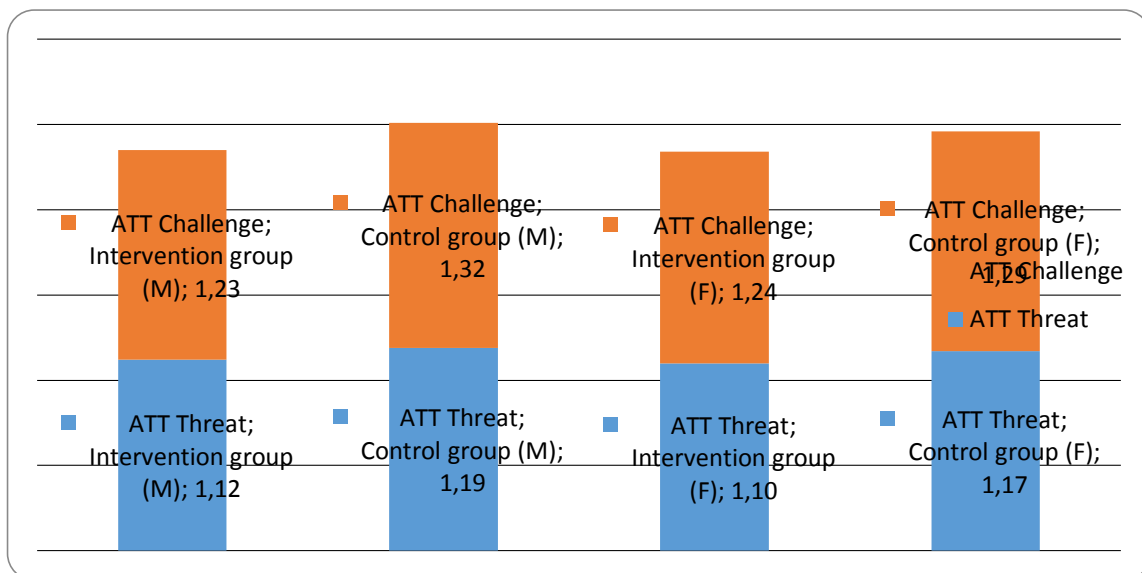 ATT Challenge;
Intervention group
(M); 1,23
ATT Challenge;
Control group (M);
1,32
ATT Challenge;
Intervention group
(F); 1,24
ATT Challenge;
Control group (F);
1,29
ATT Challenge
ATT Threat
ATT Threat;
Intervention group
(M); 1,12
ATT Threat;
Control group (M);
1,19
ATT Threat;
Intervention group
(F); 1,10
ATT Threat;
Control group (F);
1,17